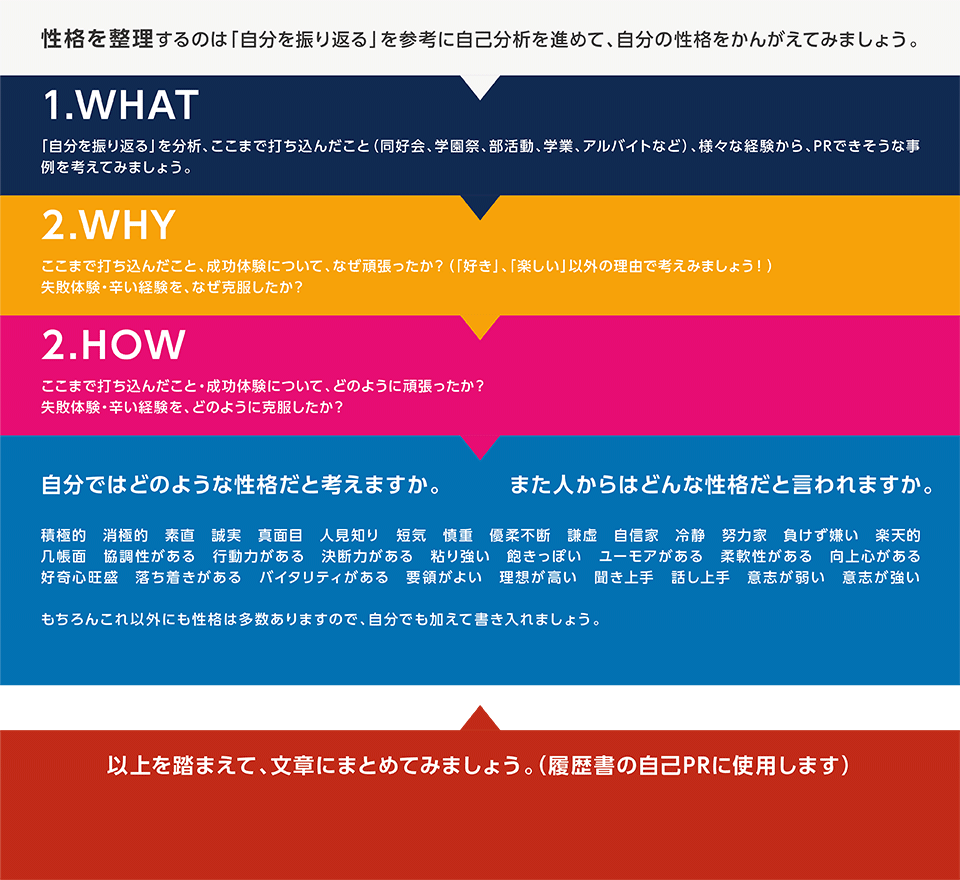 性格を整理するのは「自分を振り返る」を参考に自己分析を進めて、自分の性格をかんがえてみましょう。
1.WHAT
「自分を振り返る」を分析、ここまで打ち込んだこと（同好会、学園祭、部活動、学業、アルバイトなど）、様々な経験から、PRできそうな事
例を考えてみましょう。
2.WHY
ここまで打ち込んだこと、成功体験について、なぜ頑張ったか？（「好き」、「楽しい」以外の理由で考えみましょう！）
失敗体験・辛い経験を、なぜ克服したか？
2.HOW
ここまで打ち込んだこと・成功体験について、どのように頑張ったか？
失敗体験・辛い経験を、どのように克服したか？
自分ではどのような性格だと考えますか。　また人からはどんな性格だと言われますか。
積極的　消極的　素直　誠実　真面目　人見知り　短気　慎重　優柔不断　謙虚　自信家　冷静　努力家　負けず嫌い　楽天的
几帳面　協調性がある　行動力がある　決断力がある　粘り強い　飽きっぽい　ユーモアがある　柔軟性がある　向上心がある
好奇心旺盛　落ち着きがある　バイタリティがある　要領がよい　理想が高い　聞き上手　話し上手　意志が弱い　意志が強い
もちろんこれ以外にも性格は多数ありますので、自分でも加えて書き入れましょう。
以上を踏まえて、文章にまとめてみましょう。（履歴書の自己PRに使用します）